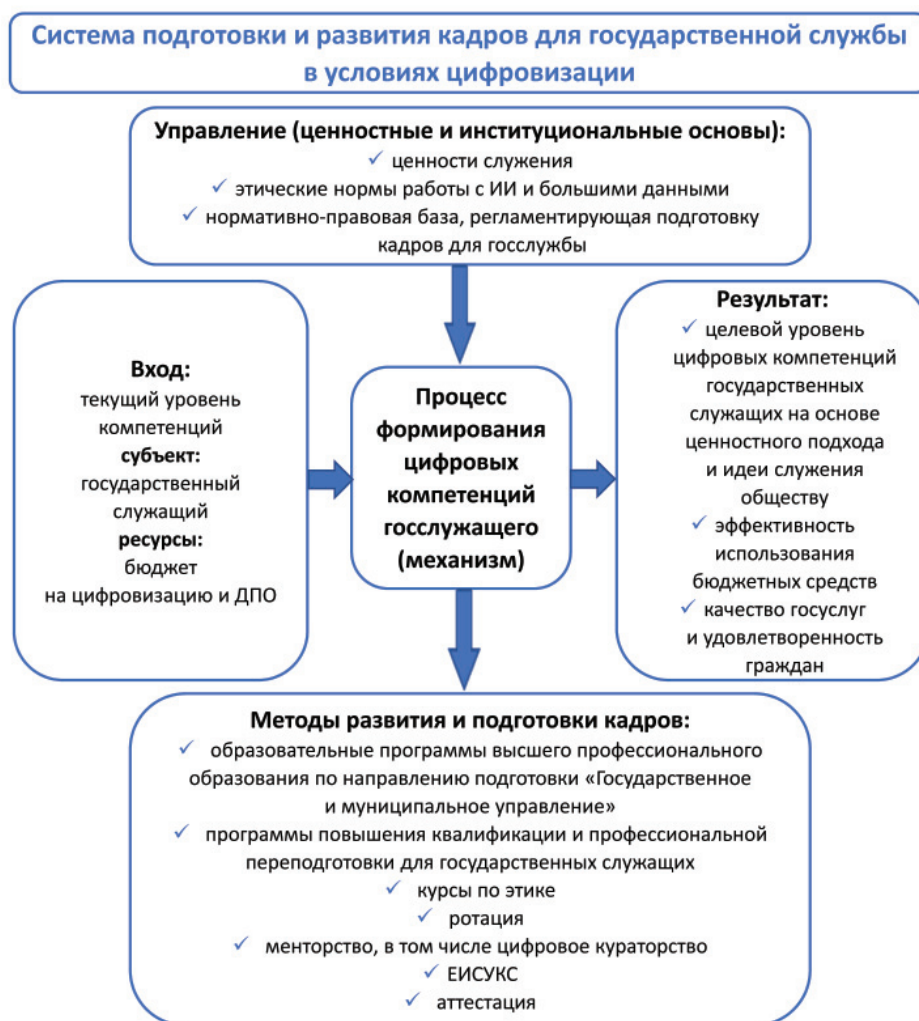 Система подготовки и развития кадров для государственной службы
в условиях цифровизации
Управление (ценностные и институциональные основы):
✓ ценности служения
✓ этические нормы работы с ИИ и большими данными
✓ нормативно-правовая база, регламентирующая подготовку
кадров для госслужбы
Вход:
текущий уровень
компетенций
субъект:
государственный
служащий
ресурсы:
бюджет
на цифровизацию и ДПО
Процесс
формирования
цифровых
компетенций
госслужащего
(механизм)
Результат:
✓ целевой уровень
цифровых компетенций
государственных
служащих на основе
ценностного подхода
и идеи служения
обществу
✓ эффективность
использования
бюджетных средств
✓ качество госуслуг
и удовлетворенность
граждан
Методы развития и подготовки кадров:
✓ образовательные программы высшего профессионального
образования по направлению подготовки «Государственное
и муниципальное управление»
✓ программы повышения квалификации и профессиональной
переподготовки для государственных служащих
✓ курсы по этике
✓ ротация
✓ менторство, в том числе цифровое кураторство
✓ ЕИСУКС
✓ аттестация